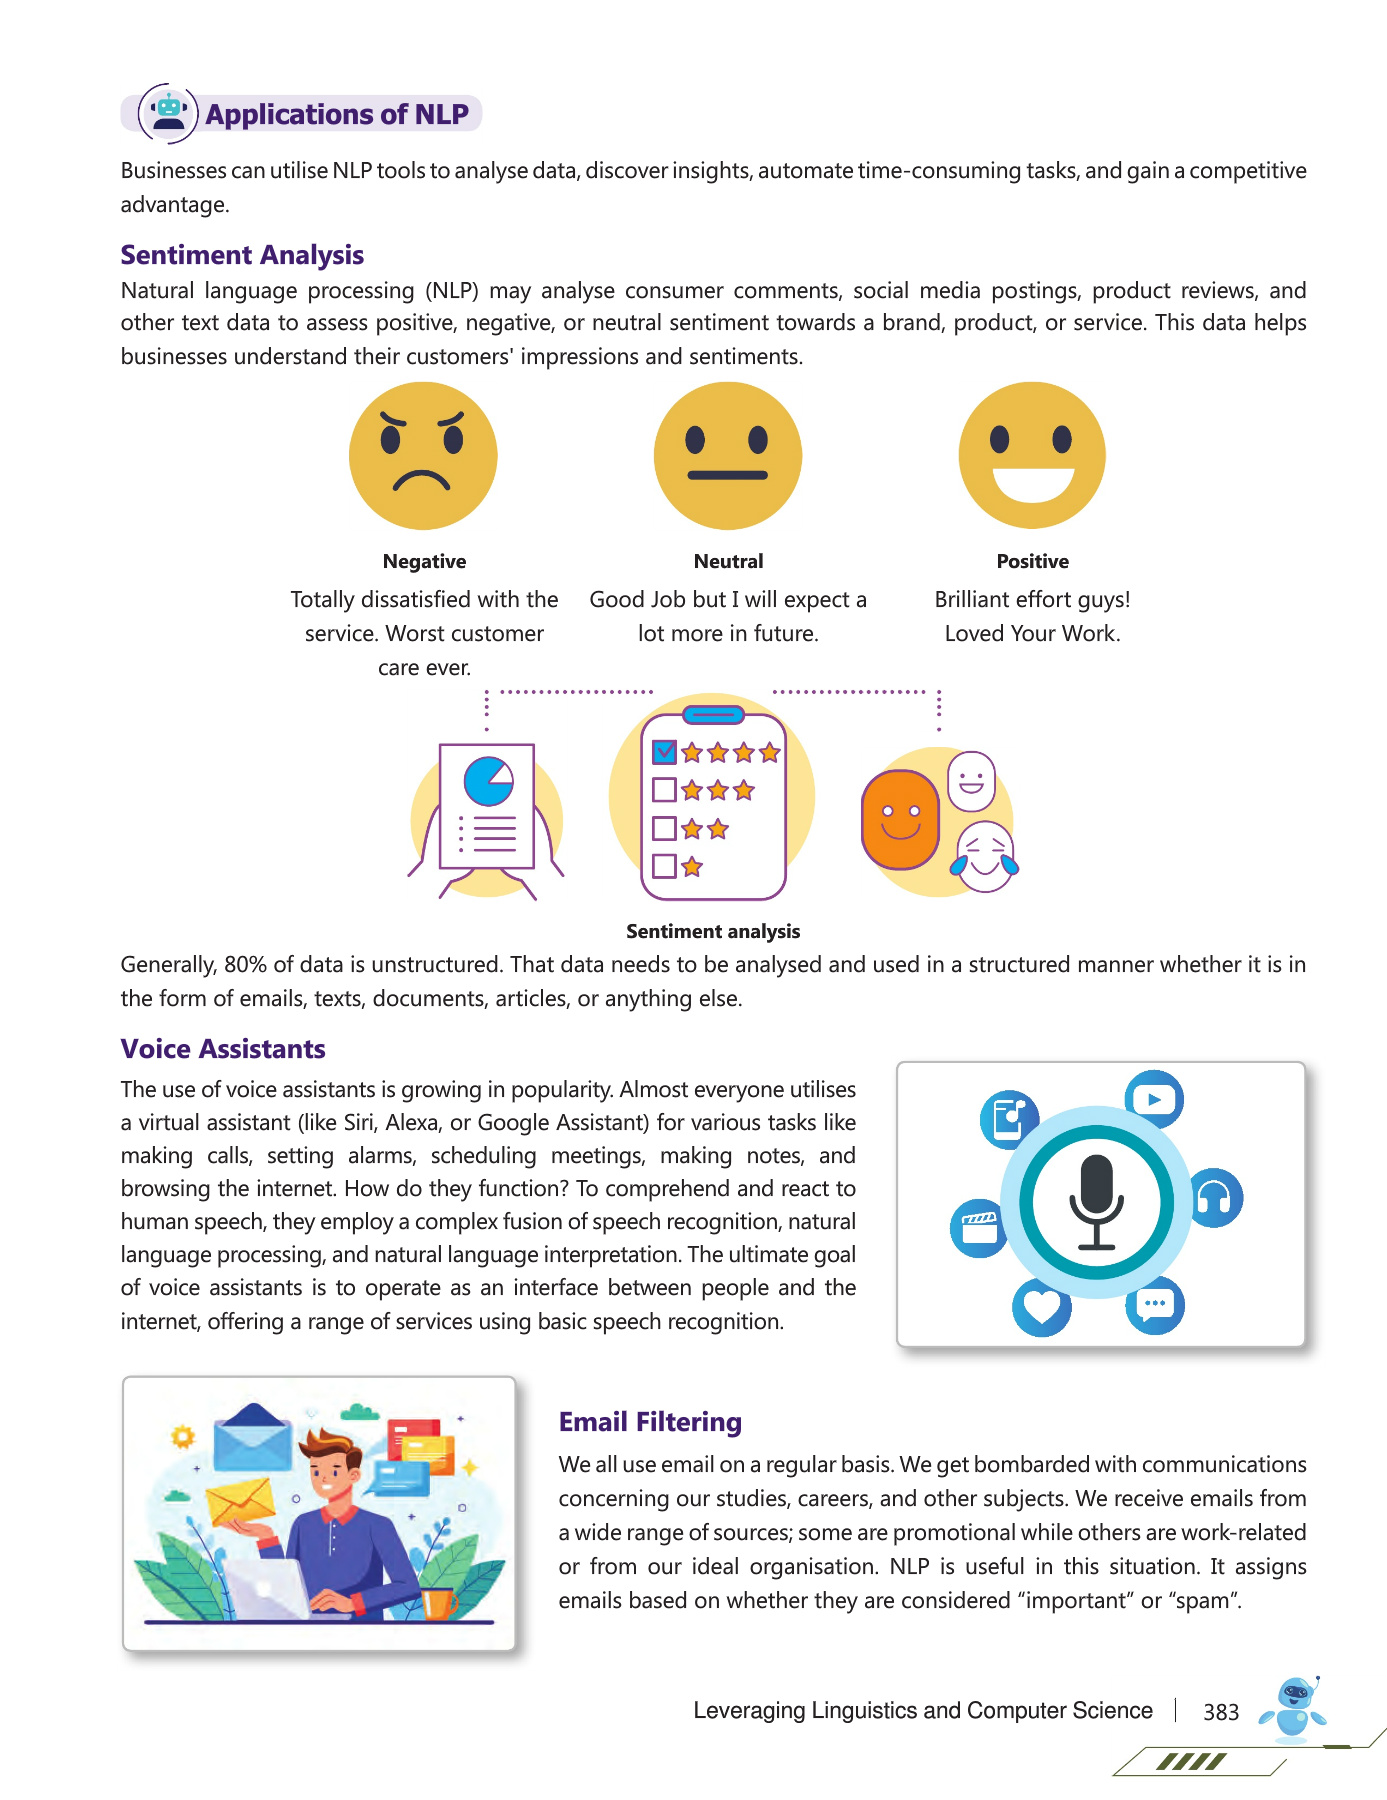 Applications of NLP
Businesses can utilise NLP tools to analyse data, discover insights, automate time-consuming tasks, and gain a competitive
advantage.
Sentiment Analysis
Natural language processing (NLP) may analyse consumer comments, social media postings, product reviews, and
other text data to assess positive, negative, or neutral sentiment towards a brand, product, or service. This data helps
businesses understand their customers' impressions and sentiments.
Negative
Totally dissatisfied with the
service. Worst customer
care ever.
Neutral
Good Job but I will expect a
lot more in future.
Positive
Brilliant effort guys!
Loved Your Work.
Sentiment analysis
Generally, 80% of data is unstructured. That data needs to be analysed and used in a structured manner whether it is in
the form of emails, texts, documents, articles, or anything else.
Voice Assistants
The use of voice assistants is growing in popularity. Almost everyone utilises
a virtual assistant (like Siri, Alexa, or Google Assistant) for various tasks like
making calls, setting alarms, scheduling meetings, making notes, and
browsing the internet. How do they function? To comprehend and react to
human speech, they employ a complex fusion of speech recognition, natural
language processing, and natural language interpretation. The ultimate goal
of voice assistants is to operate as an interface between people and the
internet, offering a range of services using basic speech recognition.
Email Filtering
We all use email on a regular basis. We get bombarded with communications
concerning our studies, careers, and other subjects. We receive emails from
a wide range of sources; some are promotional while others are work-related
or from our ideal organisation. NLP is useful in this situation. It assigns
emails based on whether they are considered “important” or “spam”.
Leveraging Linguistics and Computer Science
383